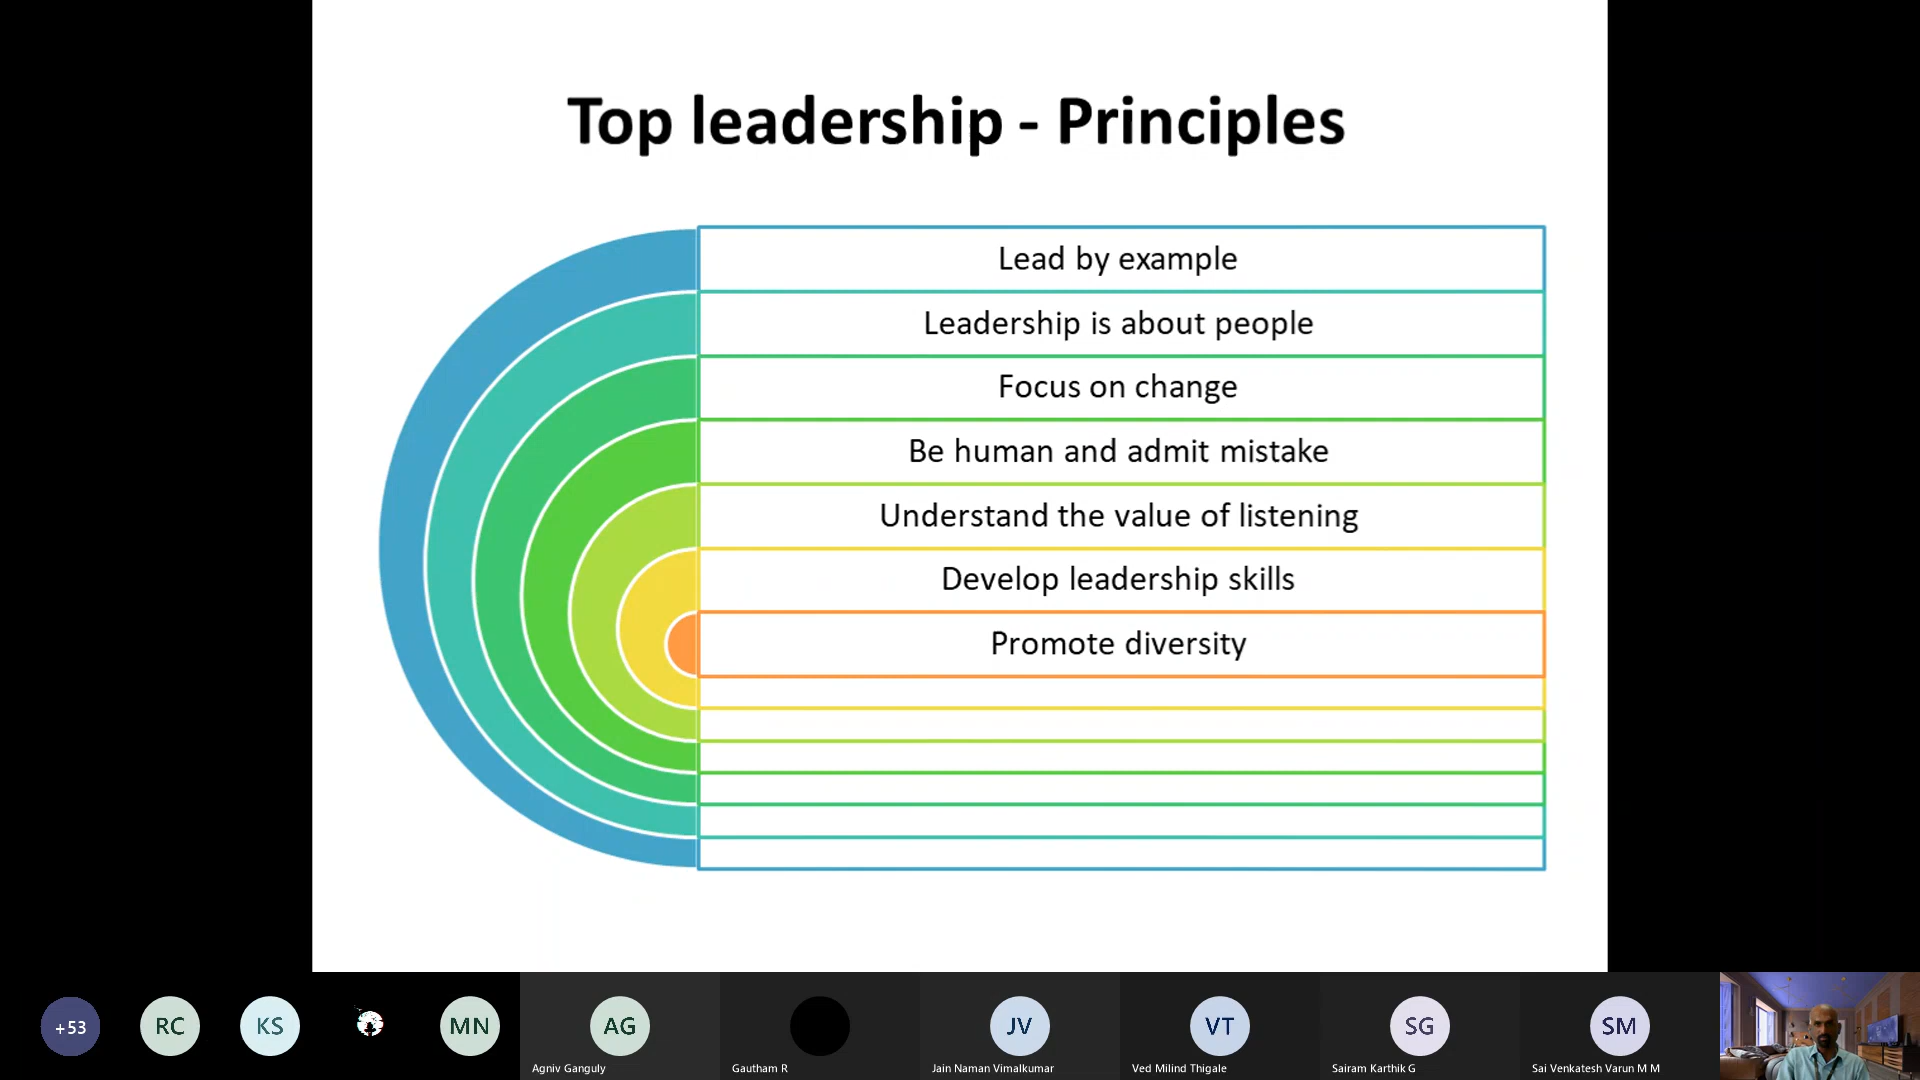 Top leadership - Principles
Lead by example
Leadership is about people
Focus on change
Be human and admit mistake
Understand the value of listening
Develop leadership skills
Promote diversity
+53
RC
KS
MN
AG
JV
VT
SG
SM
Agniv Ganguly
Gautham R
Jain Naman Vimalkumar
Ved Milind Thigale
Sairam Karthik G
Sai Venkatesh Varun M M